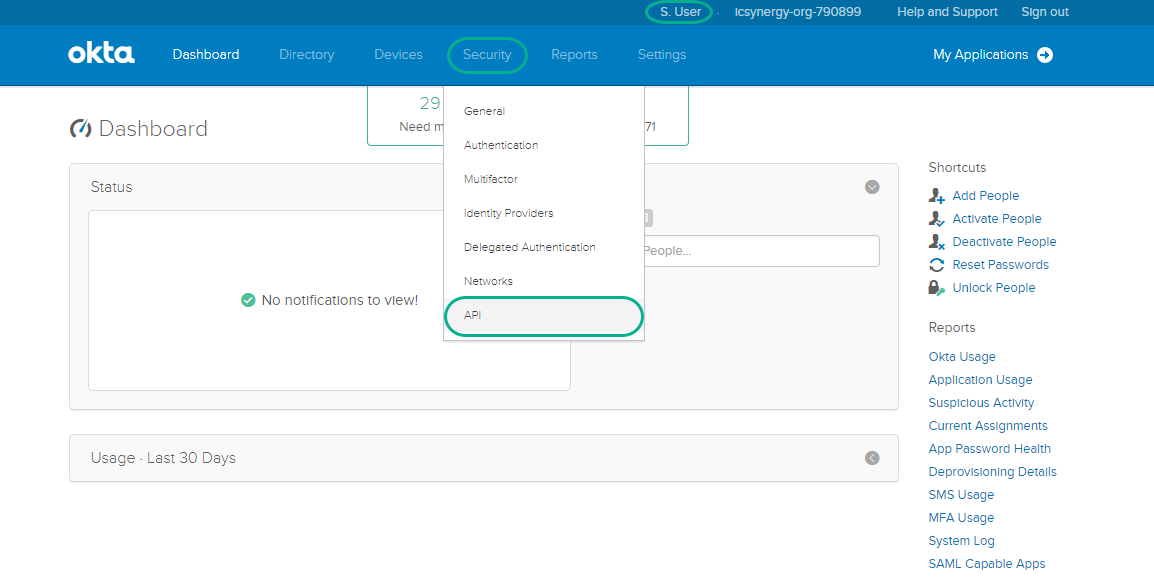 S. User
icsynergy-org-790899
Help and Support
Sign out
okta
Dashboard
Directory
Devices
Security
Reports
Settings
My Applications
29
Need m
71
General
Authentication
Multifactor
Identity Providers
Delegated Authentication
Networks
API
Dashboard
Status
No notifications to view!
People...
Usage · Last 30 Days
Shortcuts
Add People
Activate People
Deactivate People
Reset Passwords
Unlock People
Reports
Okta Usage
Application Usage
Suspicious Activity
Current Assignments
App Password Health
Deprovisioning Details
SMS Usage
MFA Usage
System Log
SAML Capable Apps